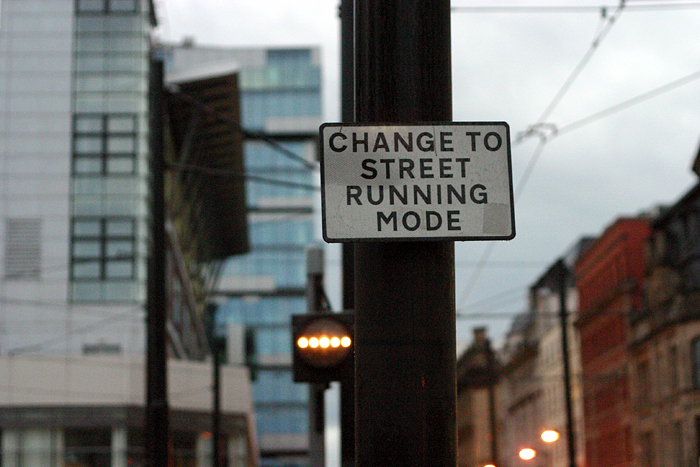 CHANGE TO
STREET
RUNNING
MODE